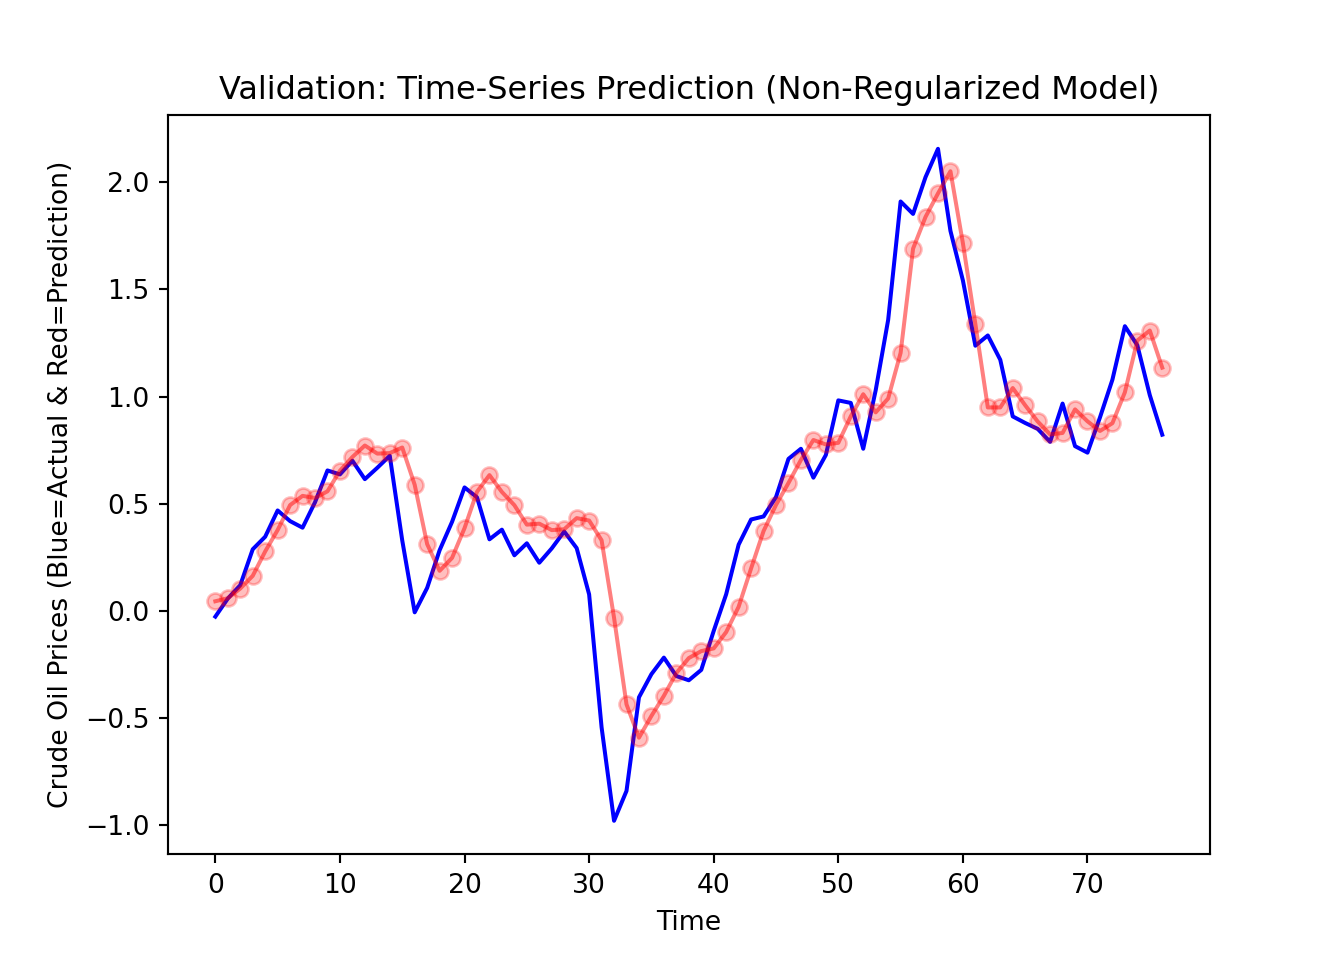 Validation: Time-Series Prediction (Non-Regularized Model)
Crude Oil Prices (Blue=Actual & Red=Prediction)
2.0
1.5
1.0
0.5
0.0
−0.5
−1.0
0 10 20 30 40 50 60 70
Time